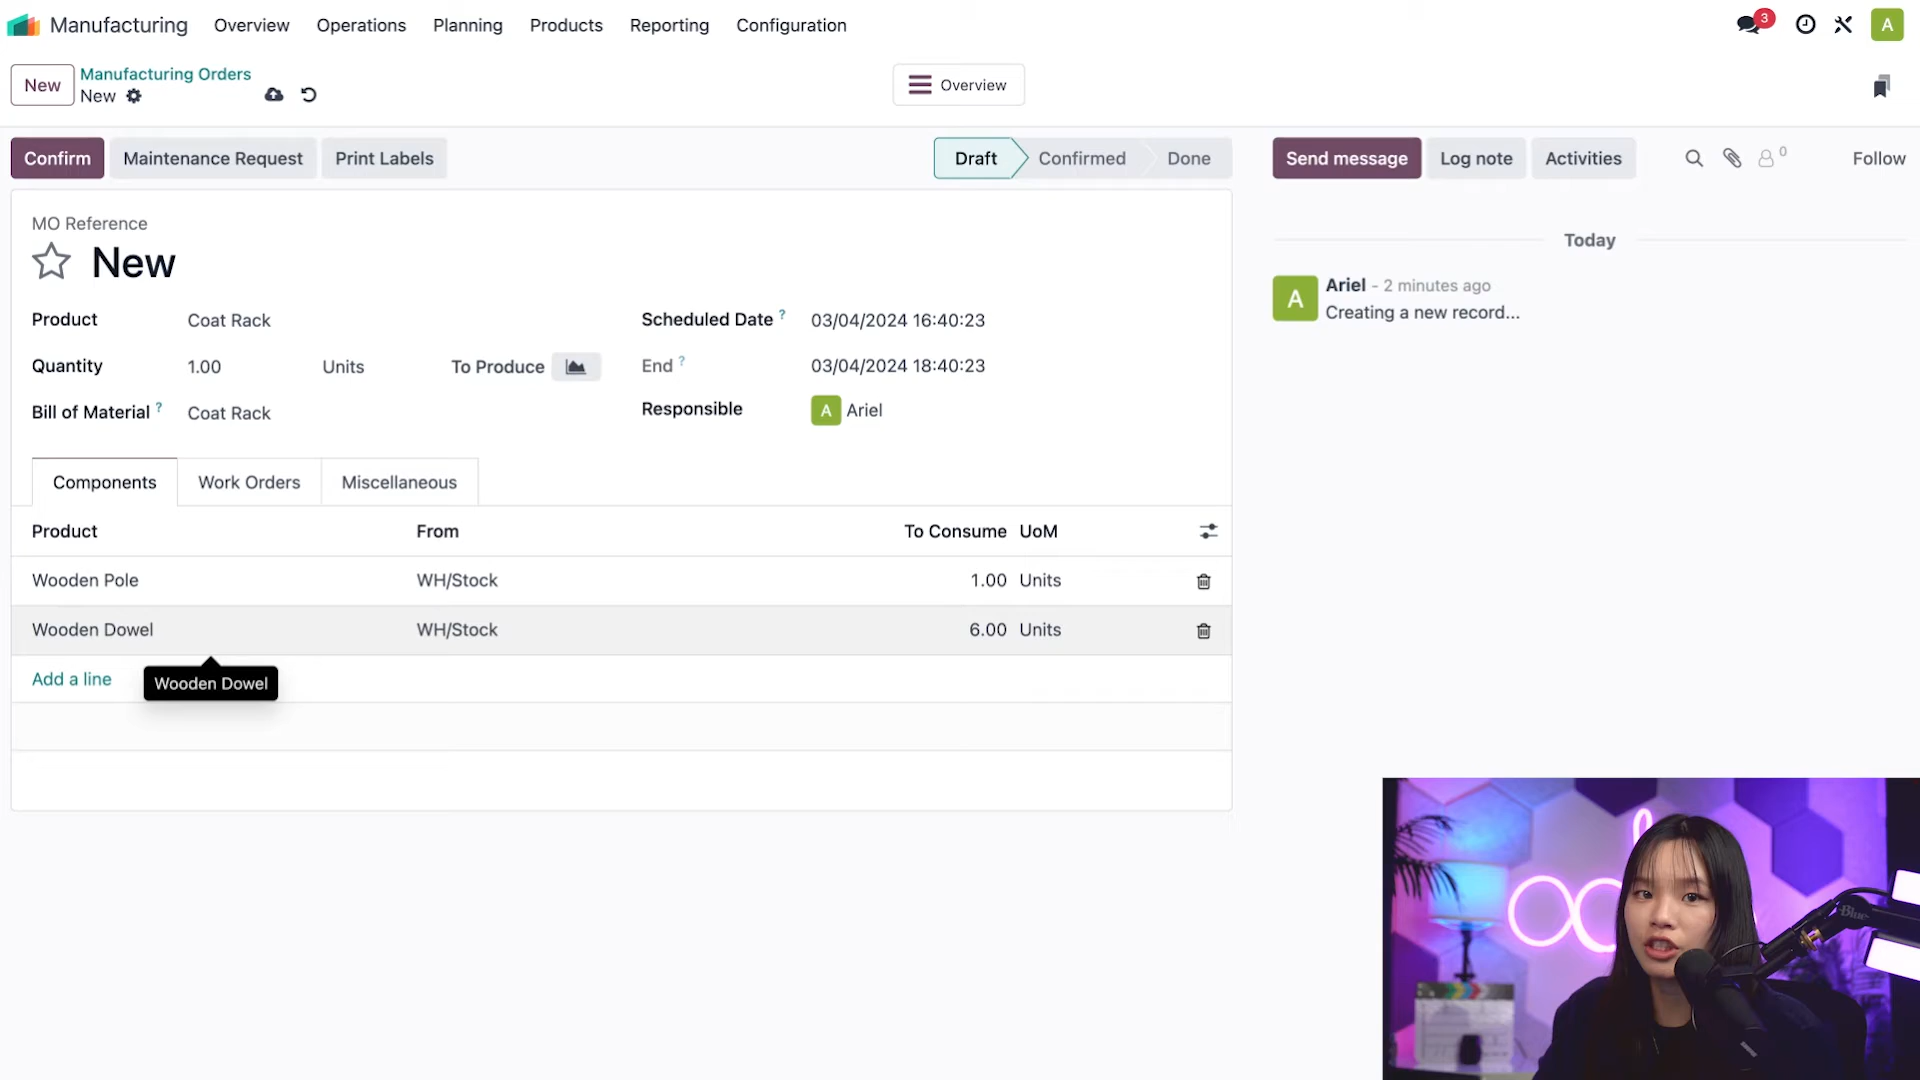 Manufacturing Overview Operations Planning Products Reporting Configuration 3 A
New Manufacturing Orders
New
Overview
Confirm Maintenance Request Print Labels Draft Confirmed Done Send message Log note Activities 0 Follow
MO Reference
New
Today
Ariel - 2 minutes ago
A
Creating a new record...
Product Coat Rack Scheduled Date ? 03/04/2024 16:40:23
Quantity 1.00 Units To Produce End ? 03/04/2024 18:40:23
Bill of Material ? Coat Rack Responsible A Ariel
Components Work Orders Miscellaneous
Product From To Consume UoM
Wooden Pole WH/Stock 1.00 Units
Wooden Dowel WH/Stock 6.00 Units
Add a line
Wooden Dowel
Blue